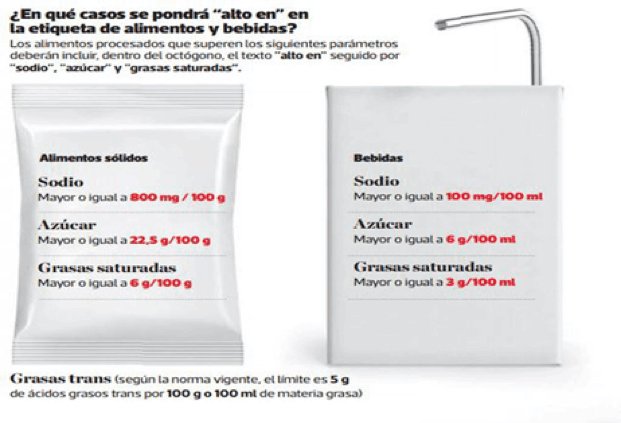 ¿En qué casos se pondrá “alto en” en
la etiqueta de alimentos y bebidas?
Los alimentos procesados que superen los siguientes parámetros
deberán incluir, dentro del octógono, el texto “alto en” seguido por
“sodio”, “azúcar” y “grasas saturadas”.
Alimentos sólidos
Sodio
Mayor o igual a 800 mg / 100 g
Azúcar
Mayor o igual a 22,5 g/100 g
Grasas saturadas
Mayor o igual a 6 g/100 g
Bebidas
Sodio
Mayor o igual a 100 mg/100 ml
Azúcar
Mayor o igual a 6 g/100 ml
Grasas saturadas
Mayor o igual a 3 g/100 ml
Grasas trans (según la norma vigente, el límite es 5 g
de ácidos grasos trans por 100 g o 100 ml de materia grasa)